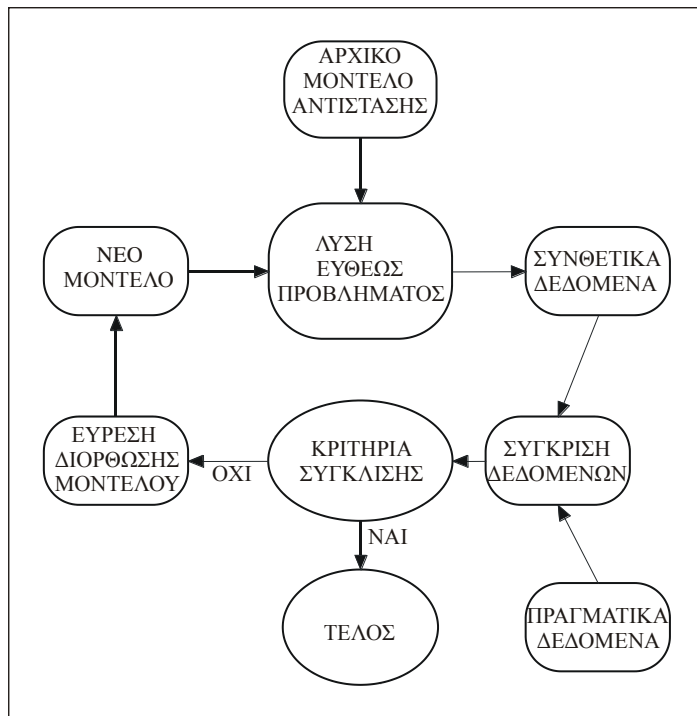 ΑΡΧΙΚΟ
ΜΟΝΤΕΛΟ
ΑΝΤΙΣΤΑΣΗΣ
ΝΕΟ
ΜΟΝΤΕΛΟ
ΛΥΣΗ
ΕΥΘΕΩΣ
ΠΡΟΒΛΗΜΑΤΟΣ
ΣΥΝΘΕΤΙΚΑ
ΔΕΔΟΜΕΝΑ
ΕΥΡΕΣΗ
ΔΙΟΡΘΩΣΗΣ
ΜΟΝΤΕΛΟΥ
ΟΧΙ
ΚΡΙΤΗΡΙΑ
ΣΥΓΚΛΙΣΗΣ
ΣΥΓΚΡΙΣΗ
ΔΕΔΟΜΕΝΩΝ
ΝΑΙ
ΤΕΛΟΣ
ΠΡΑΓΜΑΤΙΚΑ
ΔΕΔΟΜΕΝΑ